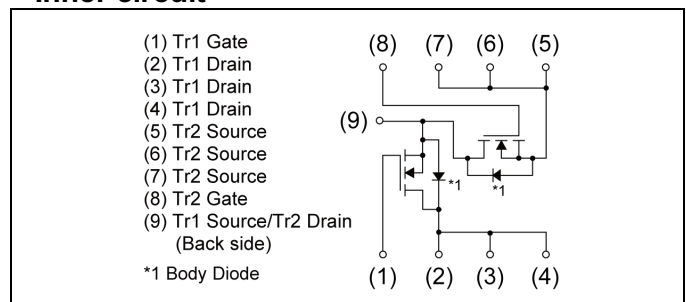 Inner circuit
(1) Tr1 Gate
(2) Tr1 Drain
(3) Tr1 Drain
(4) Tr1 Drain
(5) Tr2 Source
(6) Tr2 Source
(7) Tr2 Source
(8) Tr2 Gate
(9) Tr1 Source/Tr2 Drain
(Back side)
*1 Body Diode
(8) (7) (6) (5)
(9)
*1 *1
(1) (2) (3) (4)